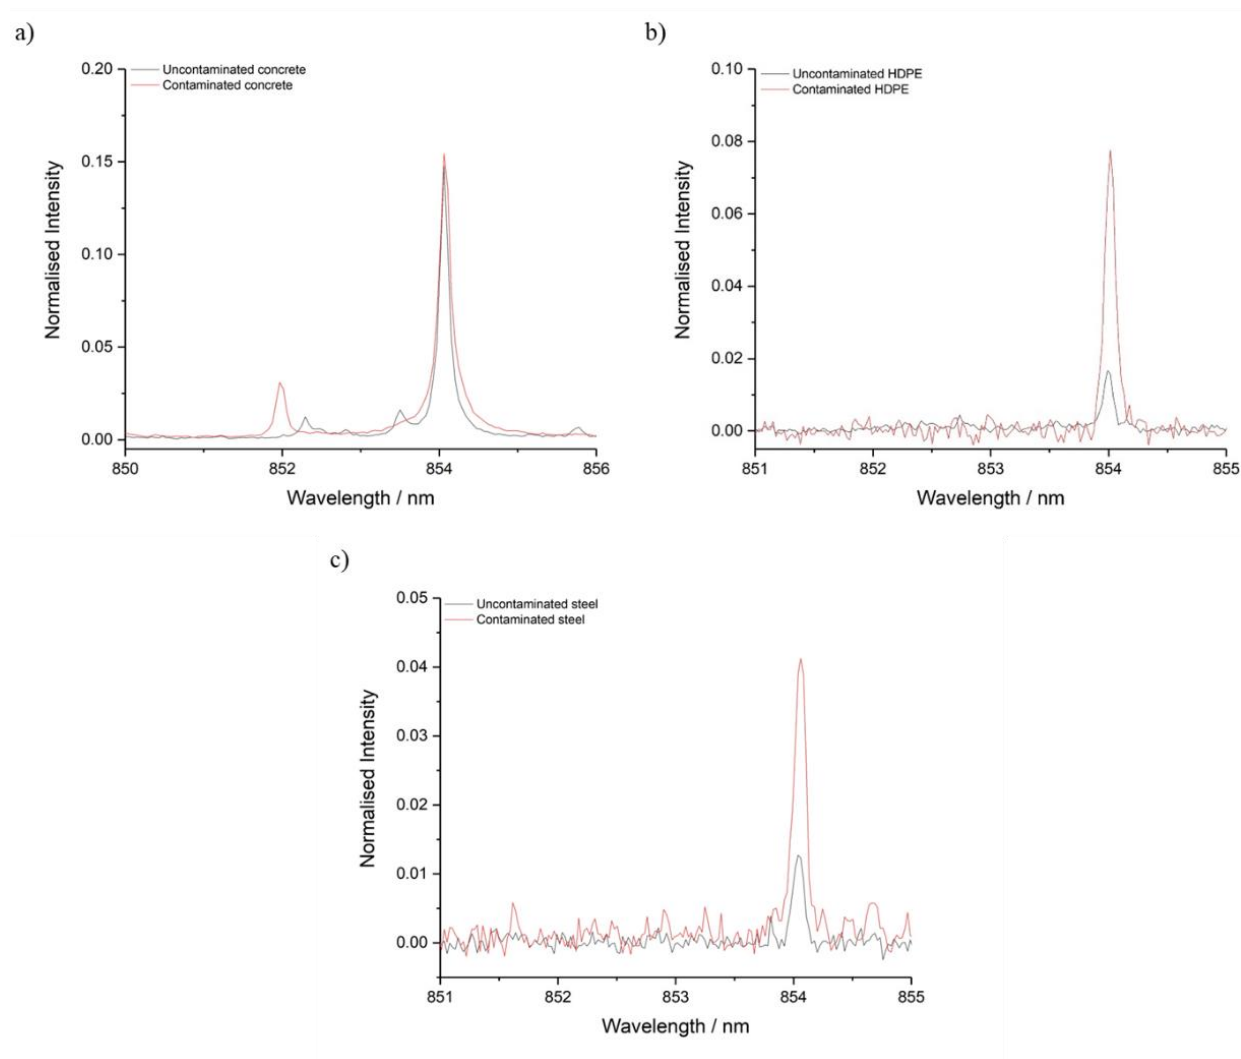 a)
Uncontaminated concrete
Contaminated concrete
0.20
0.15
0.10
0.05
0.00
Normalised Intensity
850
852
854
856
Wavelength / nm
b)
Uncontaminated HDPE
Contaminated HDPE
0.10
0.08
0.06
0.04
0.02
0.00
Normalised Intensity
851
852
853
854
855
Wavelength / nm
c)
Uncontaminated steel
Contaminated steel
0.05
0.04
0.03
0.02
0.01
0.00
Normalised Intensity
851
852
853
854
855
Wavelength / nm